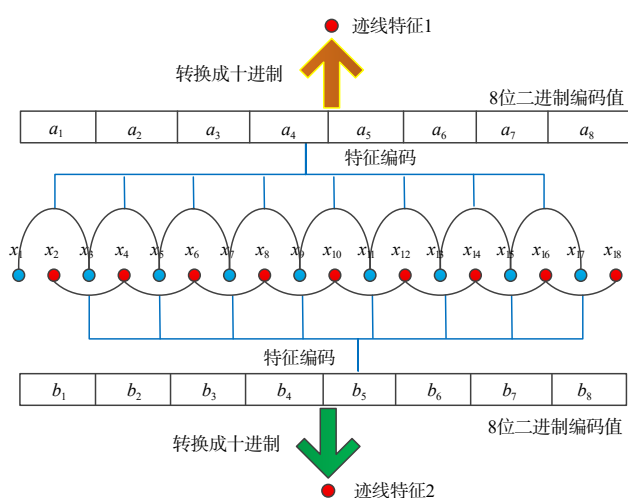 迹线特征1
转换成十进制
8位二进制编码值
a₁ a₂ a₃ a₄ a₅ a₆ a₇ a₈
特征编码
x₁ x₂ x₃ x₄ x₅ x₆ x₇ x₈ x₉ x₁₀ x₁₁ x₁₂ x₁₃ x₁₄ x₁₅ x₁₆ x₁₇ x₁₈
特征编码
b₁ b₂ b₃ b₄ b₅ b₆ b₇ b₈
8位二进制编码值
转换成十进制
迹线特征2